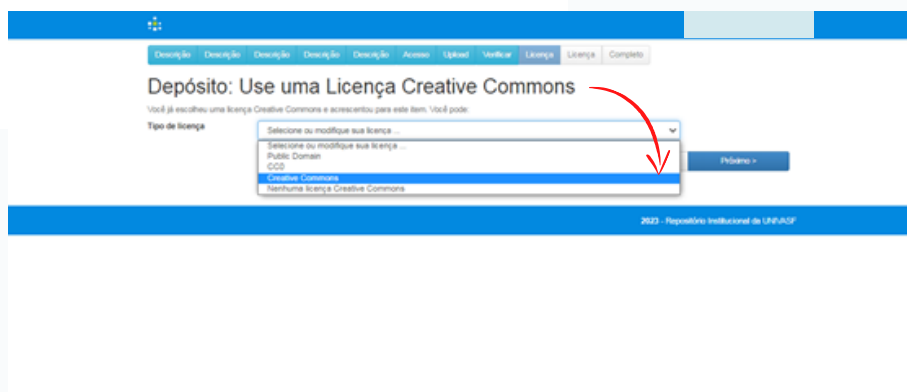 Descrição Descrição Descrição Descrição Descrição Acesso Upload Verificar Licença Licença Completo
Depósito: Use uma Licença Creative Commons
Você já escolheu uma licença Creative Commons e acrescentou para este item. Você pode:
Tipo de licença
Selecione ou modifique sua licença ...
Selecione ou modifique sua licença ...
Public Domain
CC0
Creative Commons
Nenhuma licença Creative Commons
Próximo >
2023 - Repositório Institucional da UNIVASF